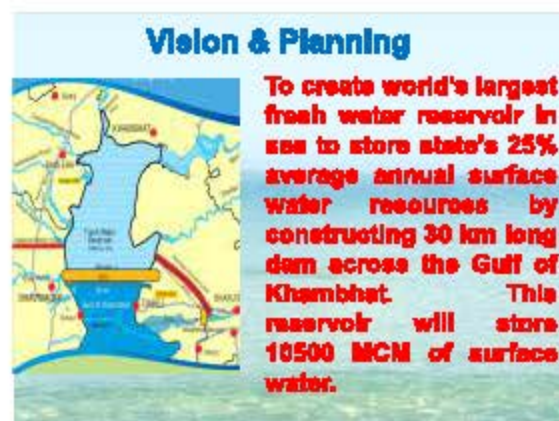 Vision & Planning
To create world's largest
fresh water reservoir in
sea to store state's 25%
average annual surface
water resources by
constructing 30 km long
dam across the Gulf of
Khambhat. This
reservoir will store
10500 MCM of surface
water.
KHAMBHAT